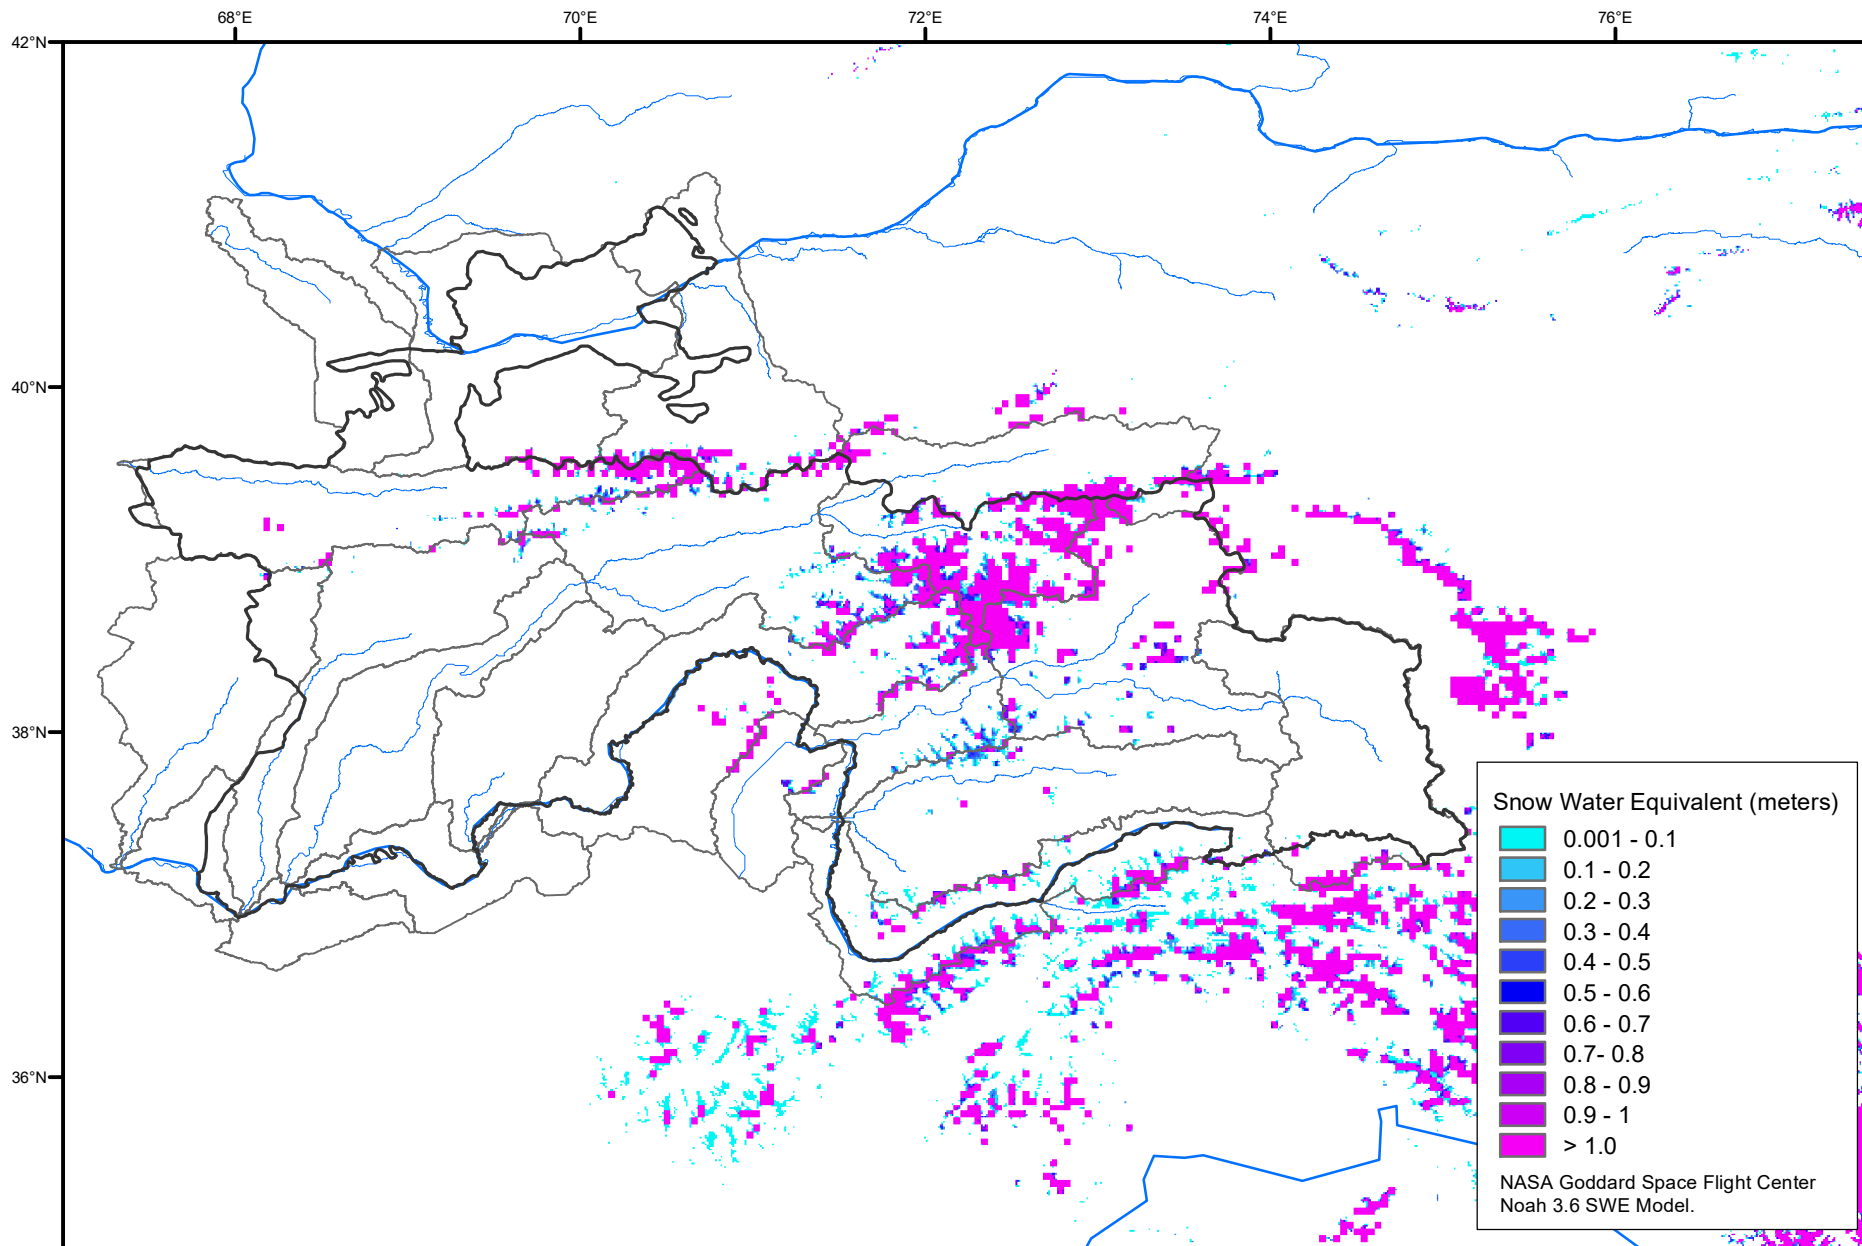 68°E 70°E 72°E 74°E 76°E
42°N
40°N
38°N
36°N
Snow Water Equivalent (meters)
0.001 - 0.1
0.1 - 0.2
0.2 - 0.3
0.3 - 0.4
0.4 - 0.5
0.5 - 0.6
0.6 - 0.7
0.7- 0.8
0.8 - 0.9
0.9 - 1
> 1.0
NASA Goddard Space Flight Center
Noah 3.6 SWE Model.